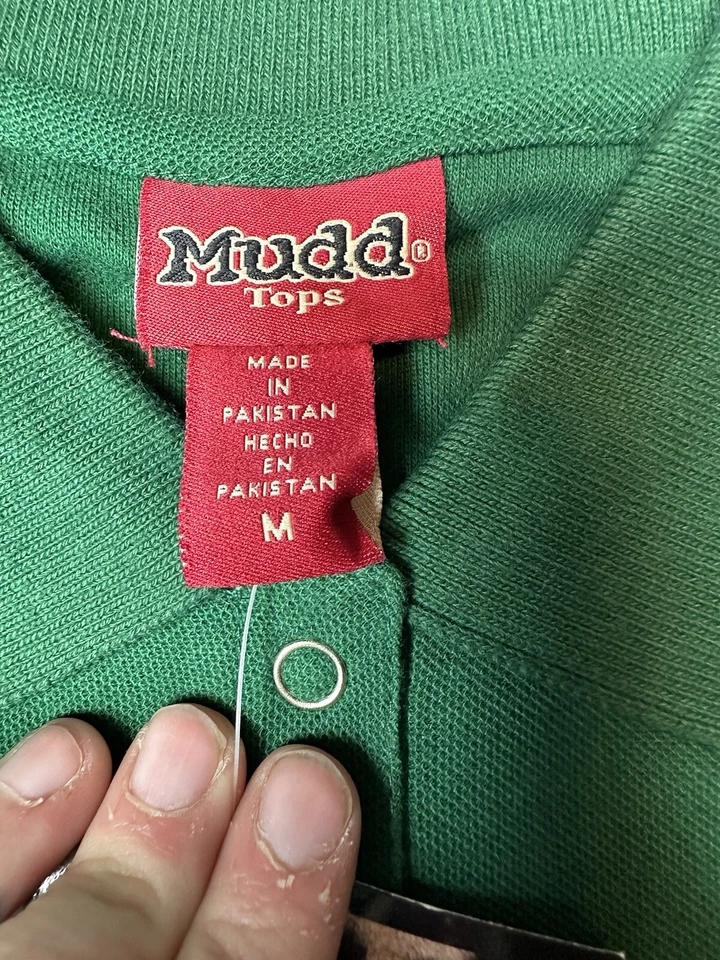 Mudd®
Tops
MADE
IN
PAKISTAN
HECHO
EN
PAKISTAN
M